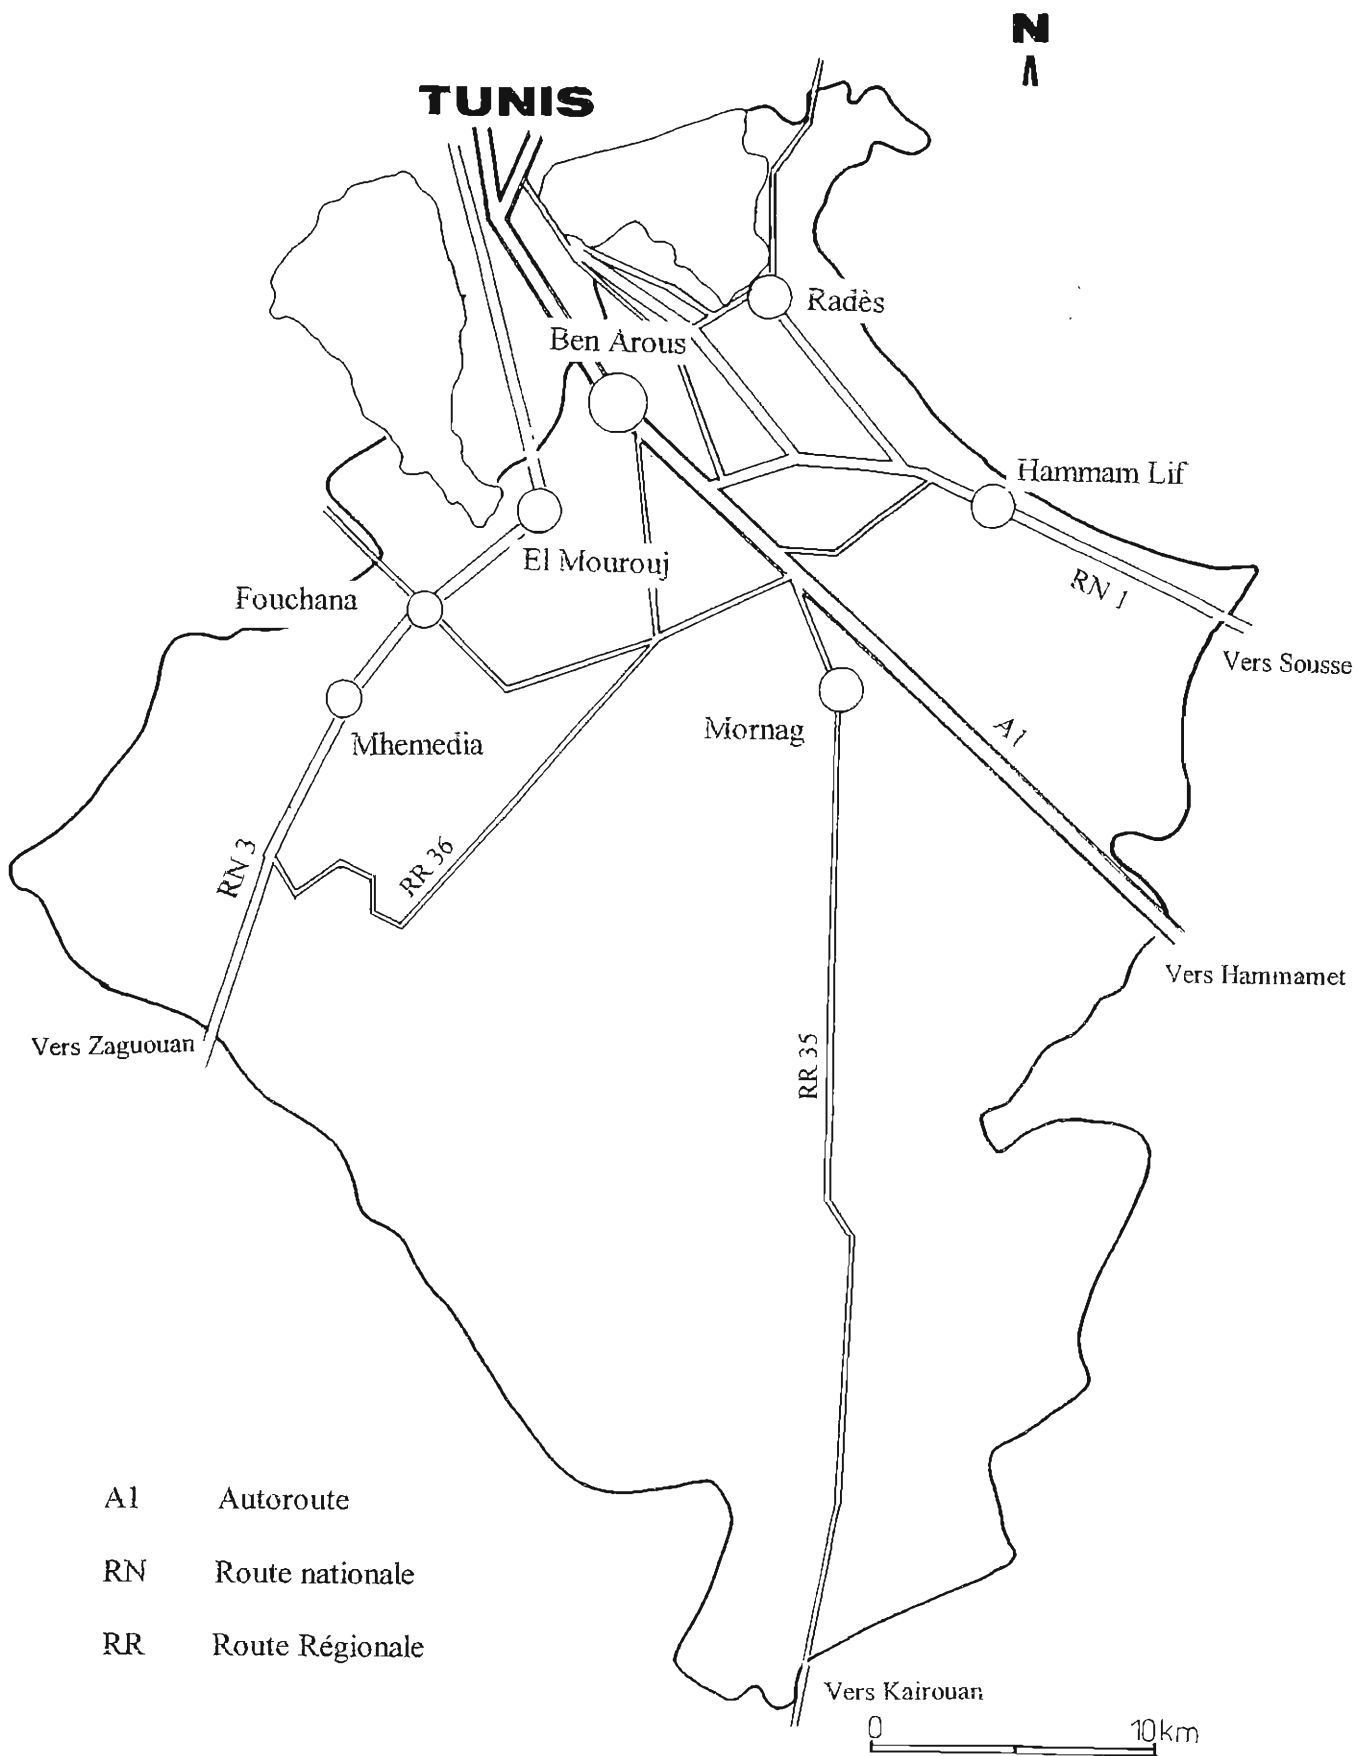 N
TUNIS
Radès
Ben Arous
Hammam Lif
El Mourouj
RN 1
Fouchana
Vers Sousse
Mornag
A1
Mhemedia
RN 3
RR 36
Vers Hammamet
Vers Zaguouan
RR 35
A1 Autoroute
RN Route nationale
RR Route Régionale
Vers Kairouan
0 10km